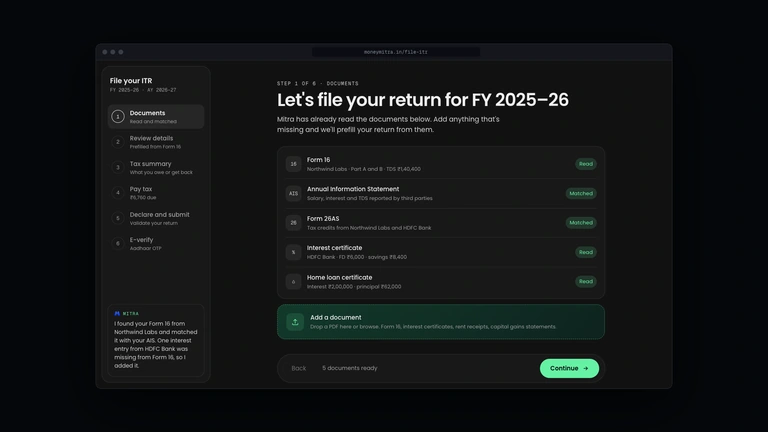 moneymitra.in/file-itr
File your ITR
FY 2025-26 · AY 2026-27
1
Documents
Read and matched
2
Review details
Prefilled from Form 16
3
Tax summary
What you owe or get back
4
Pay tax
₹6,760 due
5
Declare and submit
Validate your return
6
E-verify
Aadhaar OTP
MITRA
I found your Form 16 from
Northwind Labs and matched
it with your AIS. One interest
entry from HDFC Bank was
missing from Form 16, so I
added it.
STEP 1 OF 6 · DOCUMENTS
Let's file your return for FY 2025–26
Mitra has already read the documents below. Add anything that's
missing and we'll prefill your return from them.
16
Form 16
Northwind Labs · Part A and B · TDS ₹1,40,400
Read
AIS
Annual Information Statement
Salary, interest and TDS reported by third parties
Matched
26
Form 26AS
Tax credits from Northwind Labs and HDFC Bank
Matched
%
Interest certificate
HDFC Bank · FD ₹5,000 · savings ₹8,400
Read
Home loan certificate
Interest ₹2,00,000 · principal ₹62,000
Read
Add a document
Drop a PDF here or browse. Form 16, interest certificates, rent receipts, capital gains statements
Back
5 documents ready
Continue →